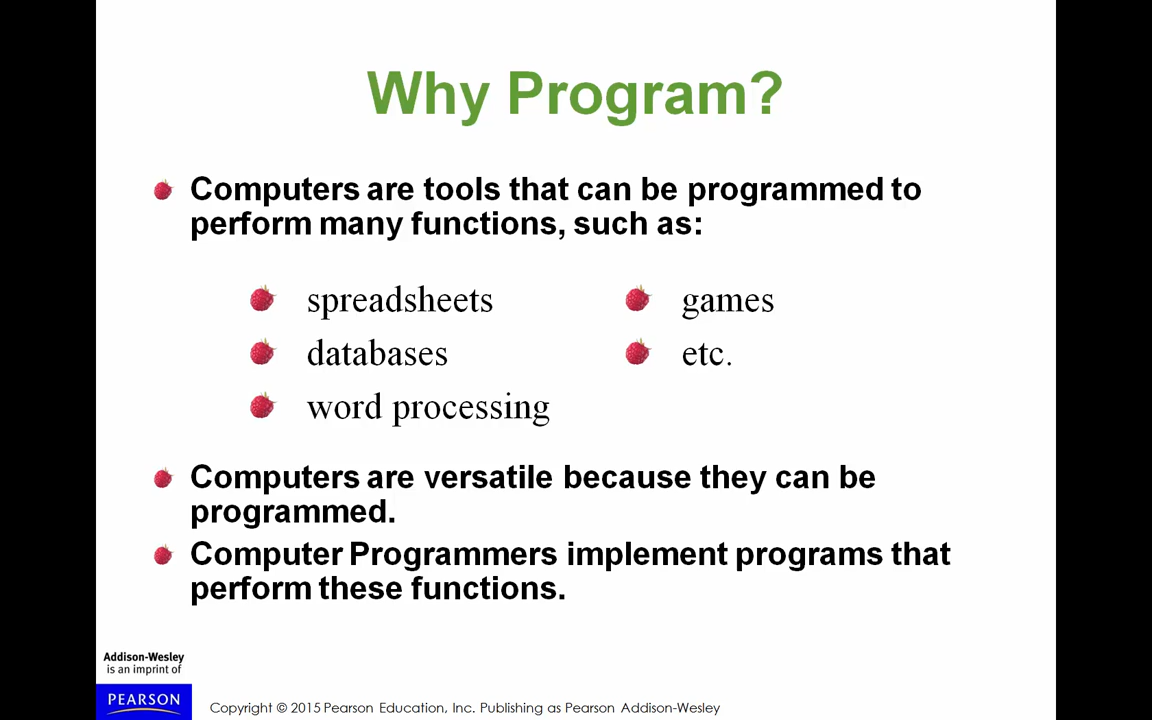 Why Program?
Computers are tools that can be programmed to
perform many functions, such as:
spreadsheets
databases
word processing
games
etc.
Computers are versatile because they can be
programmed.
Computer Programmers implement programs that
perform these functions.
Addison-Wesley
is an imprint of
PEARSON
Copyright © 2015 Pearson Education, Inc. Publishing as Pearson Addison-Wesley